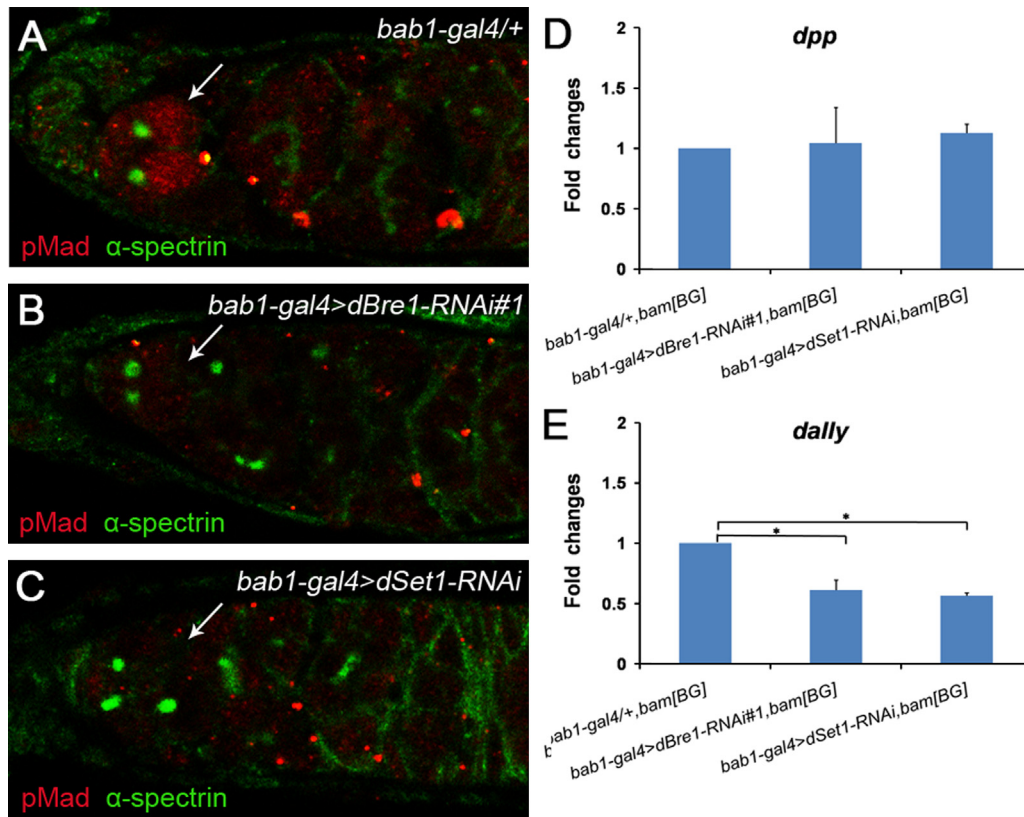 A
bab1-gal4/+
pMad α-spectrin
B
bab1-gal4>dBre1-RNAi#1
pMad α-spectrin
C
bab1-gal4>dSet1-RNAi
pMad α-spectrin
D
dpp
Fold changes
2
1.5
1
0.5
0
bab1-gal4/+,bam[BG]
bab1-gal4>dBre1-RNAi#1,bam[BG]
bab1-gal4>dSet1-RNAi,bam[BG]
E
dally
Fold changes
2
1.5
1
0.5
0
*
*
bab1-gal4/+,bam[BG]
bab1-gal4>dBre1-RNAi#1,bam[BG]
bab1-gal4>dSet1-RNAi,bam[BG]